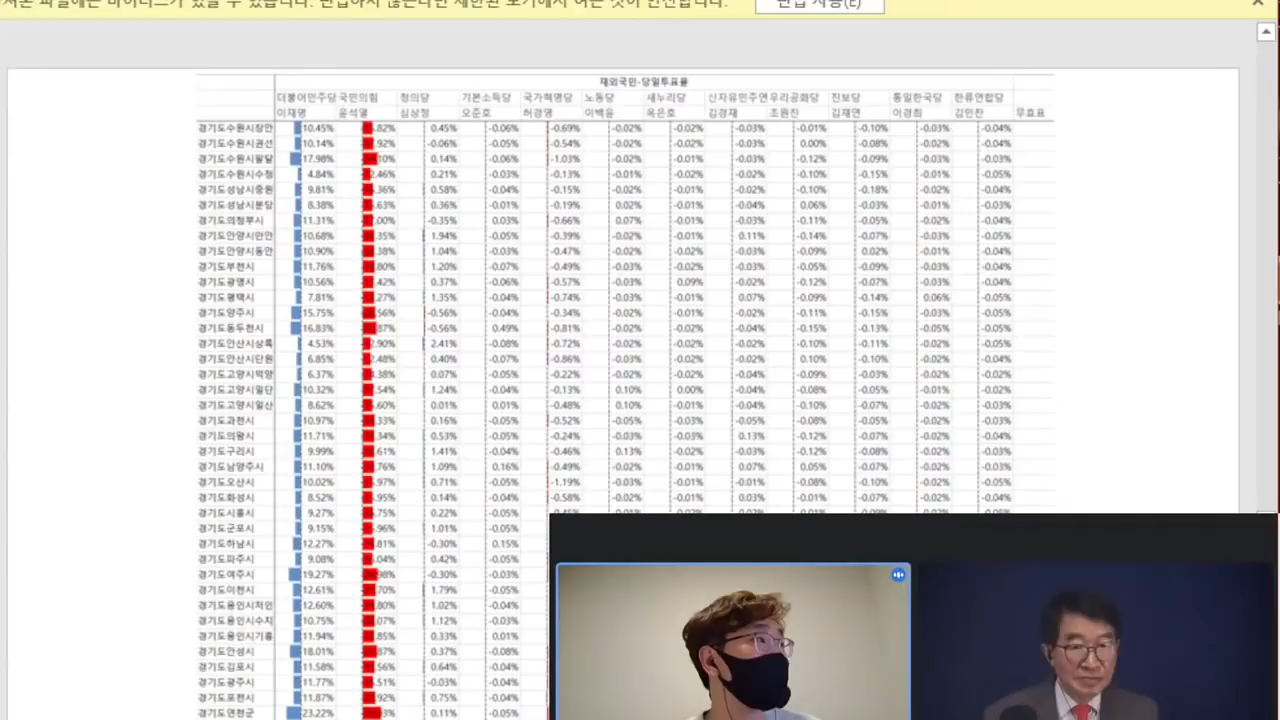 편집 사용(E)
재외국민-당일투표율
더불어민주당 국민의힘 정의당 기본소득당 국가혁명당 노동당 새누리당 신자유민주연 우리공화당 진보당 통일한국당 한류연합당
이재명 윤석열 심상정 오준호 허경영 이백윤 옥은호 김경재 조원진 김재연 이경희 김민찬 무효표
경기도수원시장안 10.45% .82% 0.45% -0.06% -0.69% -0.02% -0.02% -0.03% -0.01% -0.10% -0.03% -0.04%
경기도수원시권선 10.14% .92% -0.06% -0.05% -0.54% -0.02% -0.01% -0.03% 0.00% -0.08% -0.02% -0.04%
경기도수원시팔달 17.98% .10% 0.14% -0.06% -1.03% -0.02% -0.01% -0.03% -0.12% -0.09% -0.03% -0.03%
경기도수원시수정 4.84% .46% 0.21% -0.03% -0.13% -0.01% -0.02% -0.02% -0.10% -0.15% -0.01% -0.05%
경기도성남시중원 9.81% .36% 0.58% -0.04% -0.15% -0.02% -0.01% -0.02% -0.10% -0.18% -0.01% -0.03%
경기도성남시분당 8.38% .63% 0.36% -0.01% -0.19% -0.02% -0.01% -0.04% 0.06% -0.03% -0.01% -0.03%
경기도의정부시 11.31% .00% -0.35% 0.03% -0.66% 0.07% -0.01% -0.03% -0.11% -0.05% -0.02% -0.04%
경기도안양시만안 10.68% .35% 1.94% -0.05% -0.39% -0.02% -0.01% 0.11% -0.14% -0.07% -0.03% -0.05%
경기도안양시동안 10.90% .38% 1.04% -0.03% -0.47% -0.02% -0.01% -0.02% -0.09% 0.02% -0.01% -0.04%
경기도부천시 11.76% .80% 1.20% -0.07% -0.49% -0.03% -0.02% -0.02% -0.05% -0.09% -0.03% -0.04%
경기도광명시 10.56% .42% 0.37% -0.06% -0.57% -0.03% 0.09% -0.02% -0.12% -0.07% -0.02% -0.04%
경기도평택시 7.81% .27% 1.35% -0.04% -0.74% -0.03% -0.01% 0.07% -0.09% -0.14% 0.06% -0.05%
경기도양주시 15.75% .56% -0.56% -0.04% -0.34% -0.02% -0.01% -0.02% -0.11% -0.15% -0.03% -0.04%
경기도동두천시 16.83% .87% -0.56% 0.49% -0.81% -0.02% -0.02% -0.04% -0.15% -0.13% -0.05% -0.05%
경기도안산시상록 4.53% .90% 2.41% -0.08% -0.72% -0.02% -0.01% -0.02% -0.10% -0.11% -0.02% -0.05%
경기도안산시단원 6.85% .48% 0.40% -0.07% -0.86% -0.03% -0.02% -0.02% 0.10% -0.10% -0.02% -0.05%
경기도고양시덕양 6.37% .38% 0.07% -0.05% -0.22% -0.02% -0.01% -0.04% -0.09% -0.03% -0.01% -0.02%
경기도고양시일단 10.32% .54% 1.24% -0.04% -0.13% 0.10% 0.00% -0.04% -0.08% -0.05% -0.01% -0.02%
경기도고양시일산 8.62% .60% 0.01% 0.01% -0.48% 0.10% -0.01% -0.04% -0.10% -0.07% -0.02% -0.03%
경기도과천시 10.97% .33% 0.16% -0.05% -0.52% -0.05% -0.03% -0.05% -0.08% -0.05% -0.02% -0.03%
경기도의왕시 11.71% .34% 0.53% -0.05% -0.24% -0.03% -0.03% 0.13% -0.12% -0.07% -0.02% -0.04%
경기도구리시 9.99% .61% 1.41% -0.04% -0.46% 0.13% -0.02% -0.03% -0.12% -0.08% -0.02% -0.03%
경기도남양주시 11.10% .76% 1.09% 0.16% -0.49% -0.02% -0.01% 0.07% 0.05% -0.07% -0.01% -0.03%
경기도오산시 10.02% .97% 0.71% -0.05% -1.19% -0.02% -0.01% -0.02% -0.08% -0.10% -0.02% -0.04%
경기도화성시 8.52% .95% 0.14% -0.04% -0.58% -0.02% -0.01% 0.03% -0.01% -0.07% -0.02% -0.04%
경기도시흥시 9.27% .75% 0.22% -0.05%
경기도군포시 9.15% .96% 1.01% -0.05%
경기도하남시 12.27% .81% -0.30% 0.15%
경기도파주시 9.08% .04% 0.42% -0.05%
경기도여주시 19.27% .98% -0.30% -0.03%
경기도이천시 12.61% .70% 1.79% -0.05%
경기도용인시처인 12.60% .80% 1.02% -0.04%
경기도용인시수지 10.75% .07% 1.12% -0.03%
경기도용인시기흥 11.94% .85% 0.33% 0.01%
경기도안성시 18.01% .87% 0.37% -0.08%
경기도김포시 11.58% .56% 0.64% -0.04%
경기도광주시 11.77% .51% -0.03% -0.04%
경기도포천시 11.87% .92% 0.75% -0.05%
경기도연천군 23.22% 0.11% -0.05%